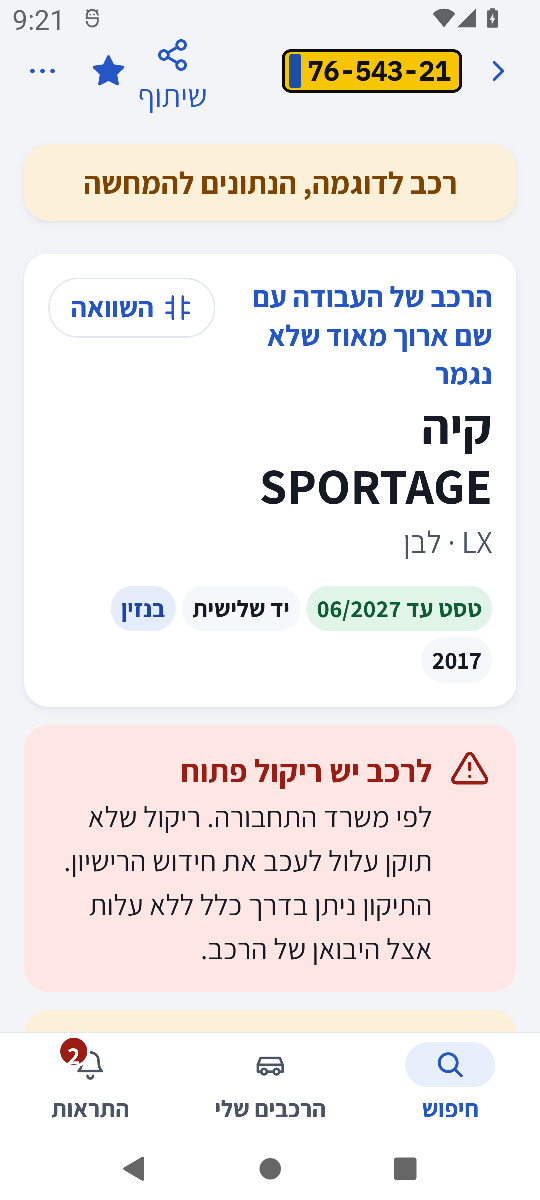 9:21
76-543-21
שיתוף
רכב לדוגמה, הנתונים להמחשה
הרכב של העבודה עם
שם ארוך מאוד שלא
נגמר
השוואה
קיה
SPORTAGE
LX · לבן
טסט עד 06/2027
יד שלישית
בנזין
2017
לרכב יש ריקול פתוח
לפי משרד התחבורה. ריקול שלא
תוקן עלול לעכב את חידוש הרישיון.
התיקון ניתן בדרך כלל ללא עלות
אצל היבואן של הרכב.
חיפוש
הרכבים שלי
2
התראות